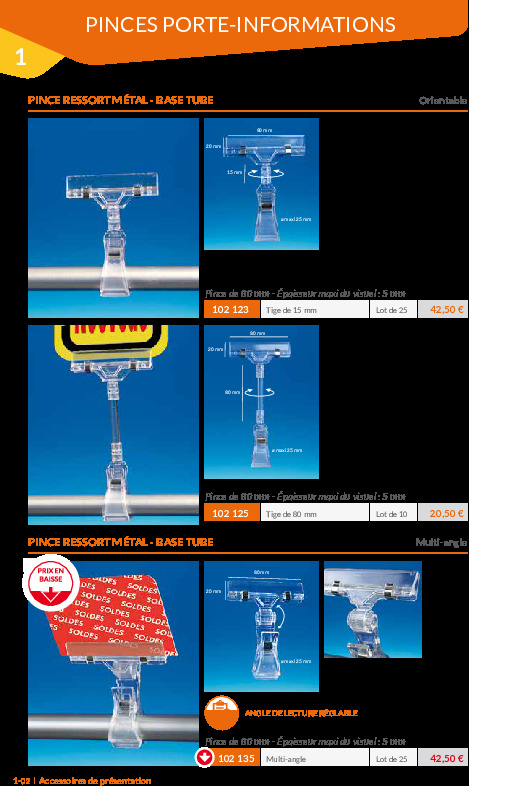 PINCES PORTE-INFORMATIONS
1
PINCE RESSORT MÉTAL - BASE TUBE
Orientable
80 mm
20 mm
15 mm
ø maxi 25 mm
Pince de 80 mm - Épaisseur maxi du visuel : 5 mm
102 123 Tige de 15 mm Lot de 25 42,50 €
80 mm
20 mm
80 mm
ø maxi 25 mm
Pince de 80 mm - Épaisseur maxi du visuel : 5 mm
102 125 Tige de 80 mm Lot de 10 20,50 €
PINCE RESSORT MÉTAL - BASE TUBE
Multi-angle
PRIX EN
BAISSE
SOLDES SOLDES
SOLDES SOLDES SOLDES
SOLDES SOLDES SOLDES
SOLDES SOLDES SOLDES
80 mm
20 mm
ø maxi 25 mm
ANGLE DE LECTURE RÉGLABLE
Pince de 80 mm - Épaisseur maxi du visuel : 5 mm
102 135 Multi-angle Lot de 25 42,50 €
1-02 | Accessoires de présentation